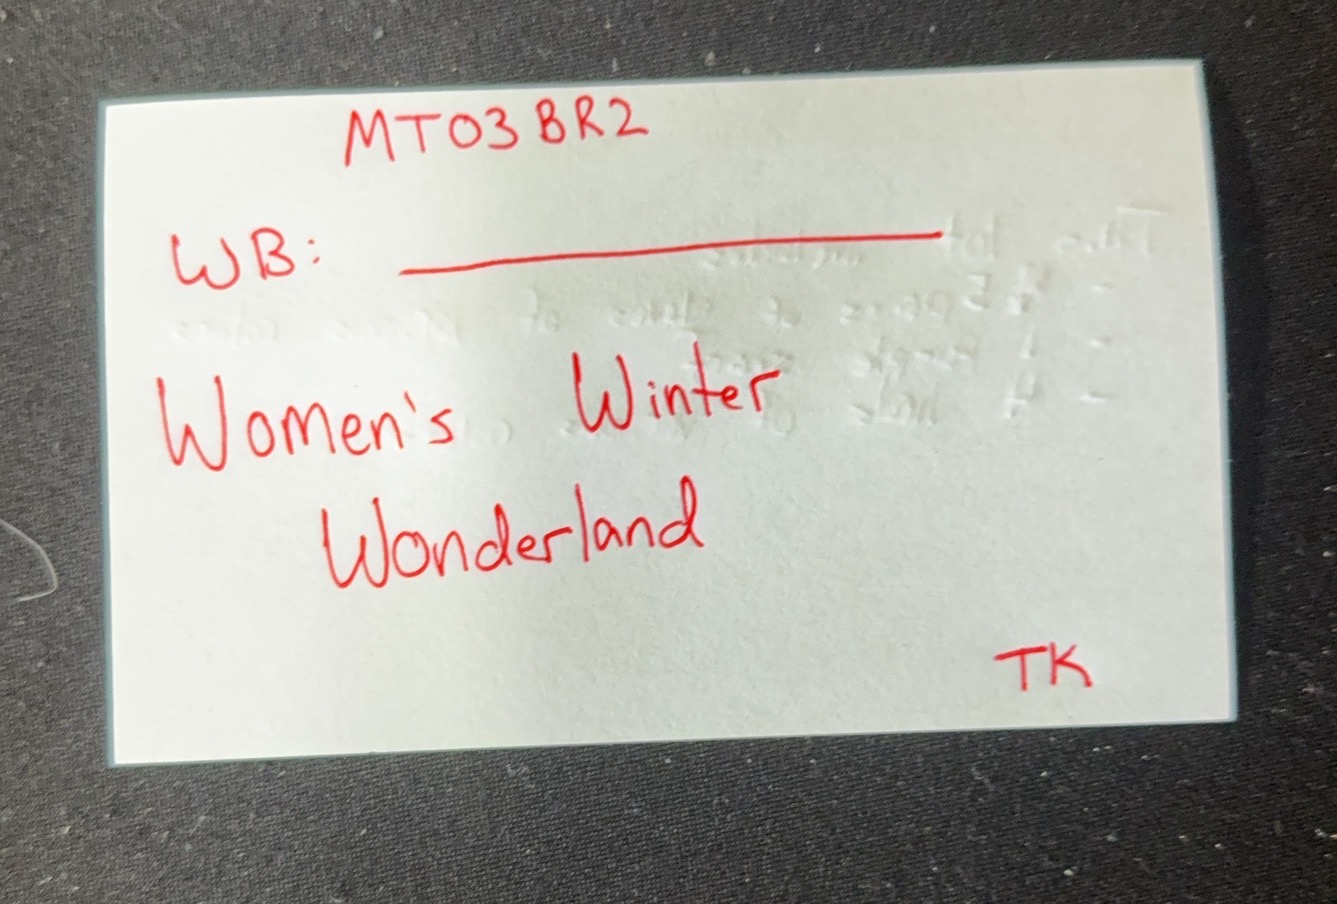 MT03BR2
WB: ____________
Women's Winter
Wonderland
TK